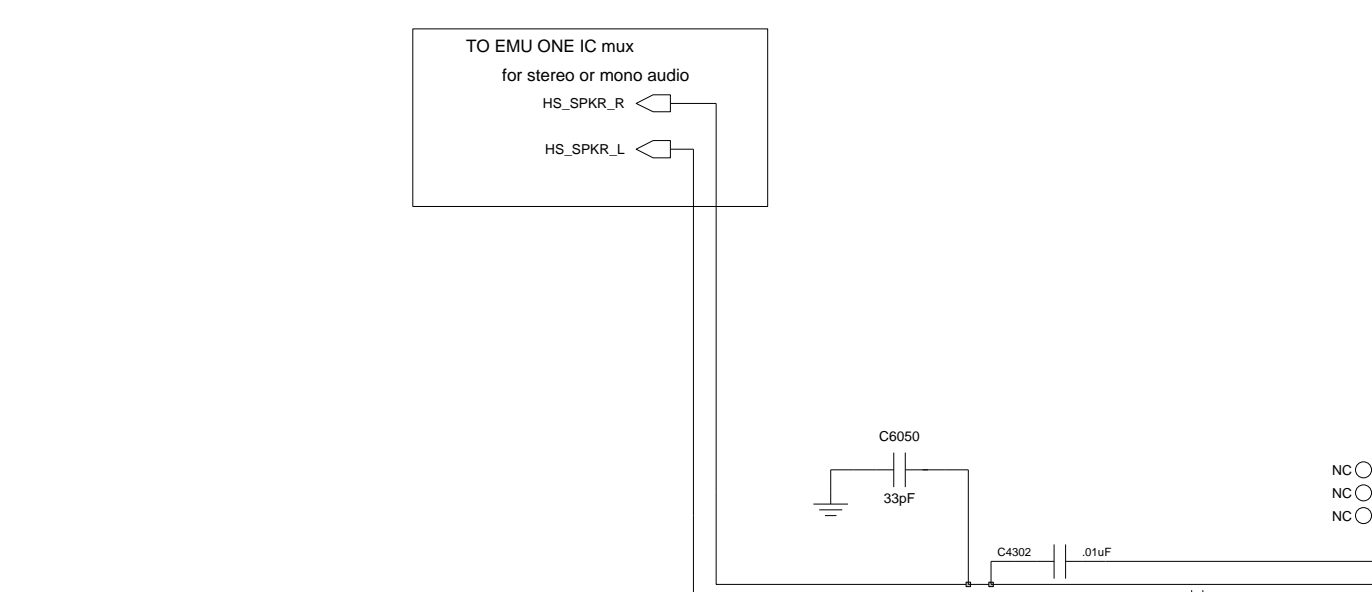 TO EMU ONE IC mux
for stereo or mono audio
HS_SPKR_R
HS_SPKR_L
C6050
33pF
NC
NC
NC
C4302 .01uF